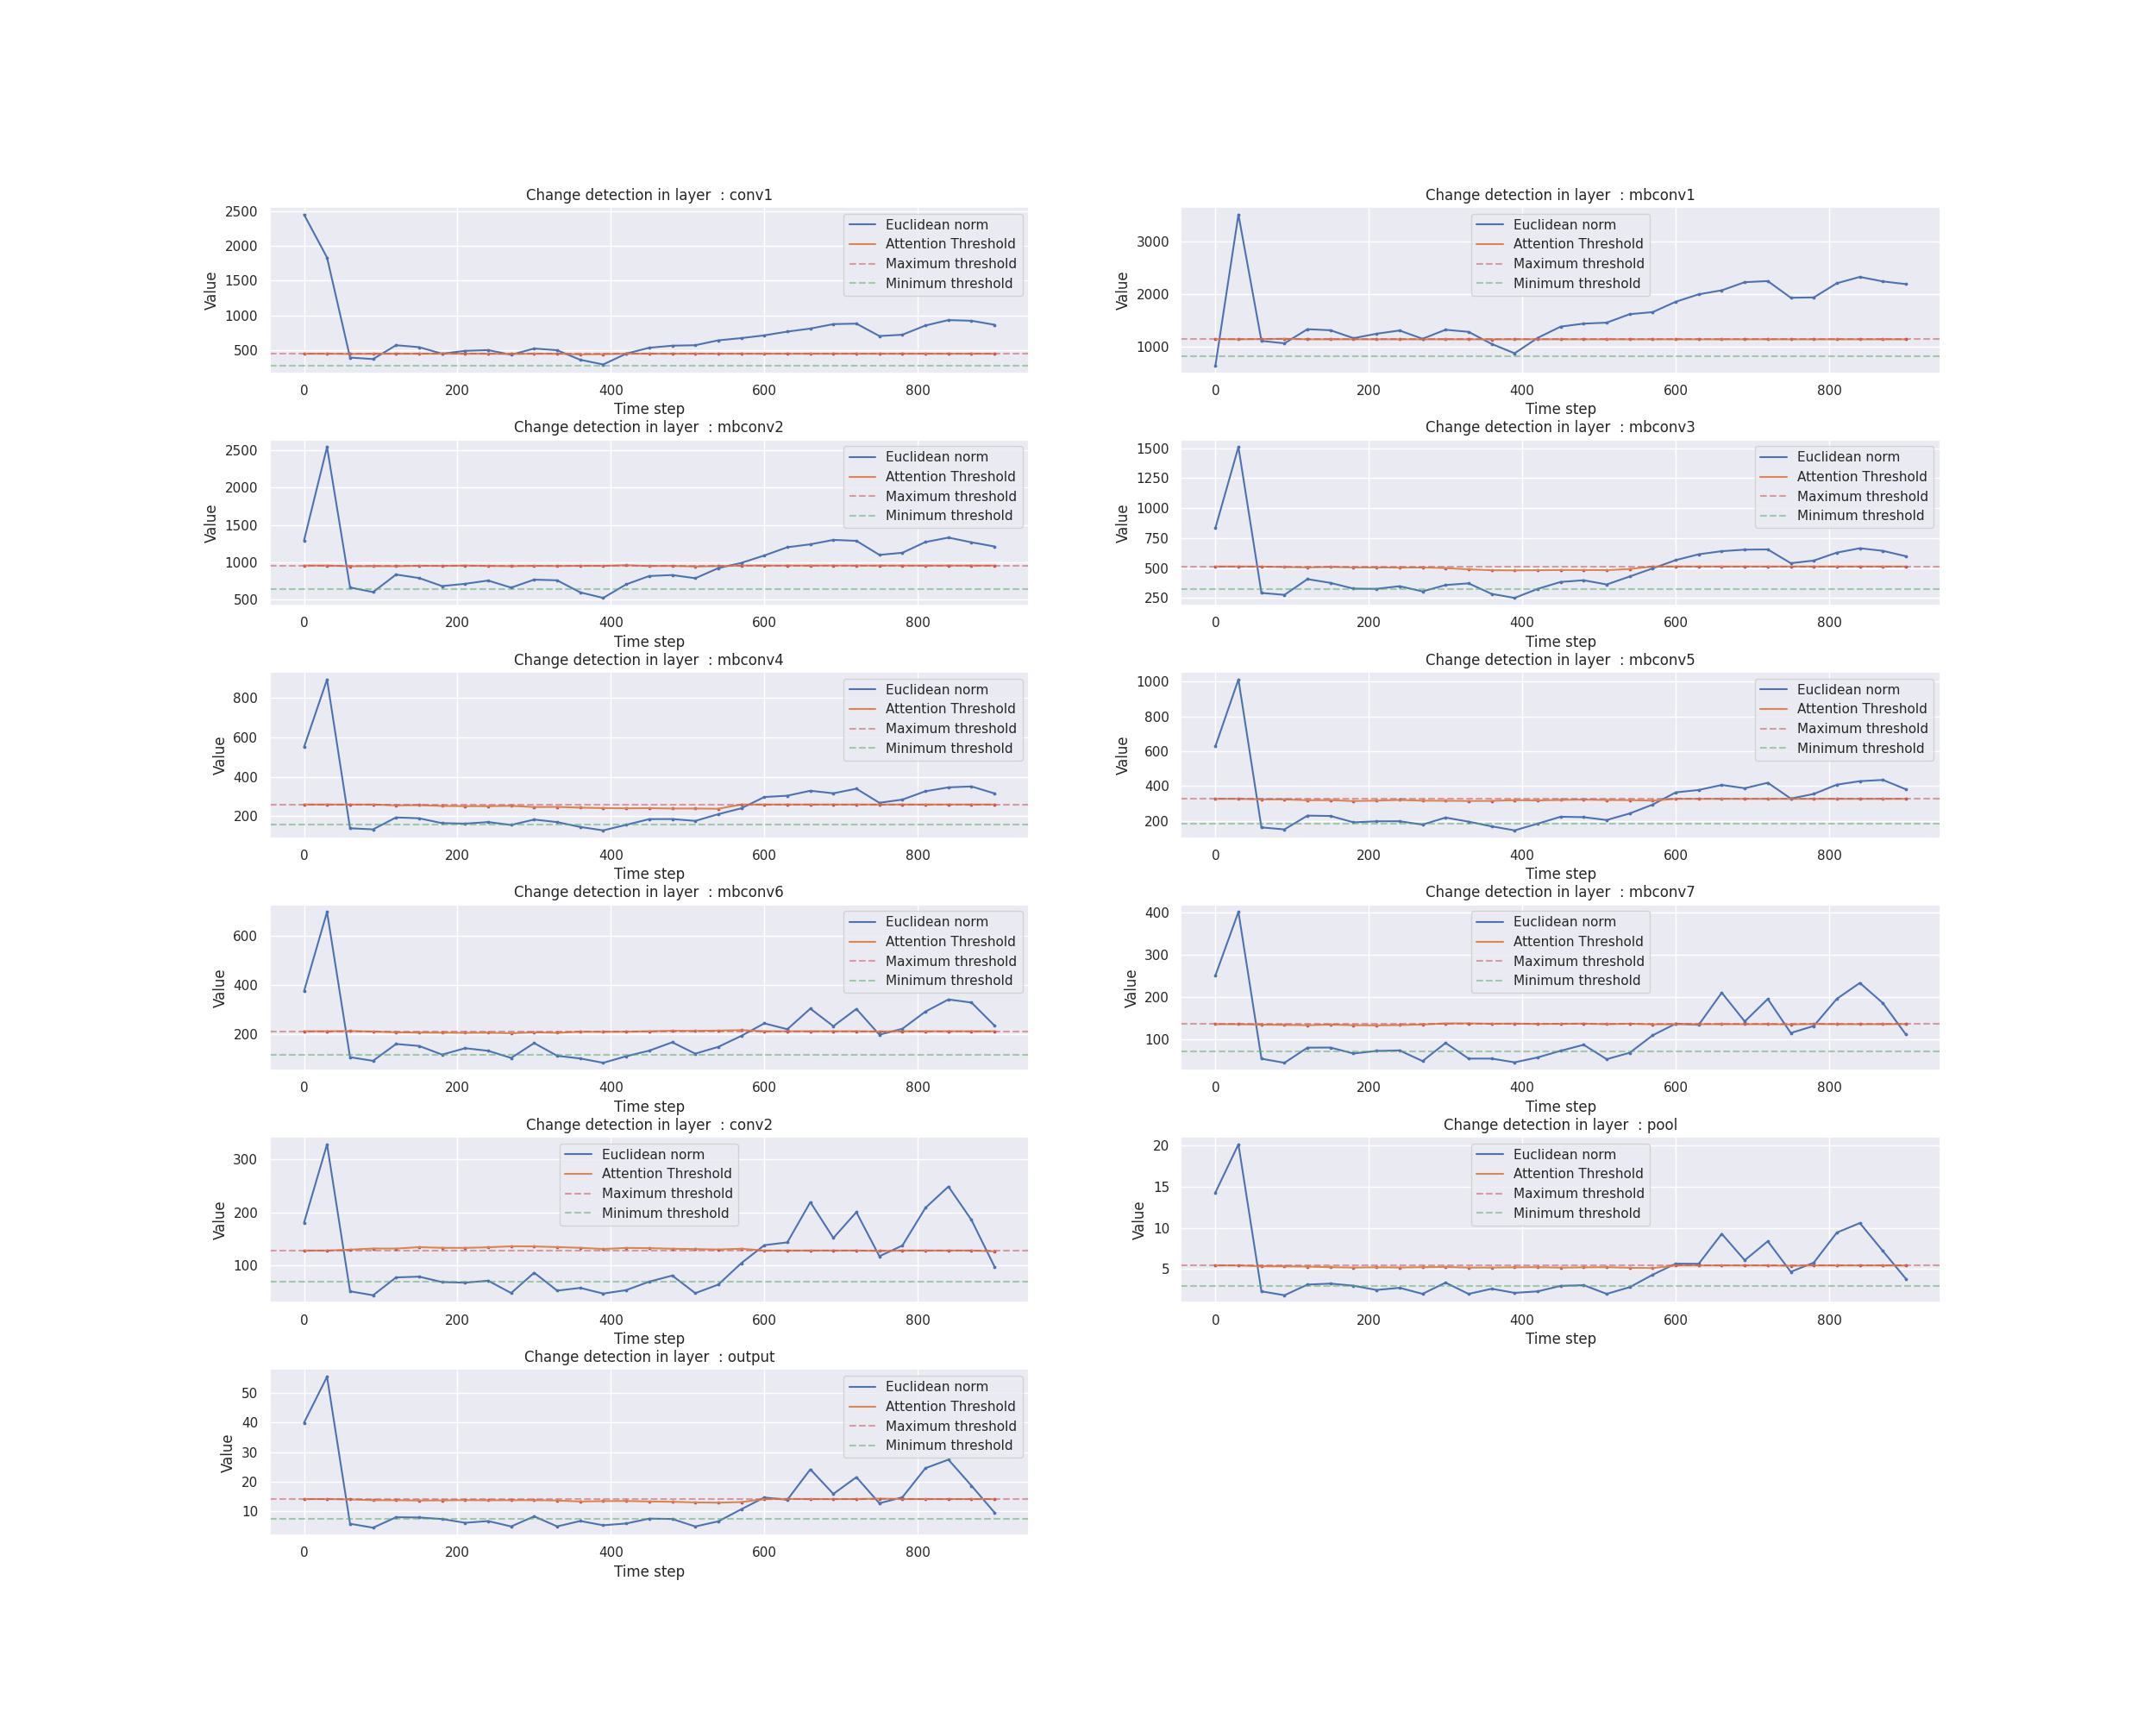 Change detection in layer  : conv1
2500
2000
1500
1000
500
Value
Euclidean norm
Attention Threshold
Maximum threshold
Minimum threshold
0 200 400 600 800
Time step
Change detection in layer  : mbconv1
3000
2000
1000
Value
Euclidean norm
Attention Threshold
Maximum threshold
Minimum threshold
0 200 400 600 800
Time step
Change detection in layer  : mbconv2
2500
2000
1500
1000
500
Value
Euclidean norm
Attention Threshold
Maximum threshold
Minimum threshold
0 200 400 600 800
Time step
Change detection in layer  : mbconv3
1500
1250
1000
750
500
250
Value
Euclidean norm
Attention Threshold
Maximum threshold
Minimum threshold
0 200 400 600 800
Time step
Change detection in layer  : mbconv4
800
600
400
200
Value
Euclidean norm
Attention Threshold
Maximum threshold
Minimum threshold
0 200 400 600 800
Time step
Change detection in layer  : mbconv5
1000
800
600
400
200
Value
Euclidean norm
Attention Threshold
Maximum threshold
Minimum threshold
0 200 400 600 800
Time step
Change detection in layer  : mbconv6
600
400
200
Value
Euclidean norm
Attention Threshold
Maximum threshold
Minimum threshold
0 200 400 600 800
Time step
Change detection in layer  : mbconv7
400
300
200
100
Value
Euclidean norm
Attention Threshold
Maximum threshold
Minimum threshold
0 200 400 600 800
Time step
Change detection in layer  : conv2
300
200
100
Value
Euclidean norm
Attention Threshold
Maximum threshold
Minimum threshold
0 200 400 600 800
Time step
Change detection in layer  : pool
20
15
10
5
Value
Euclidean norm
Attention Threshold
Maximum threshold
Minimum threshold
0 200 400 600 800
Time step
Change detection in layer  : output
50
40
30
20
10
Value
Euclidean norm
Attention Threshold
Maximum threshold
Minimum threshold
0 200 400 600 800
Time step